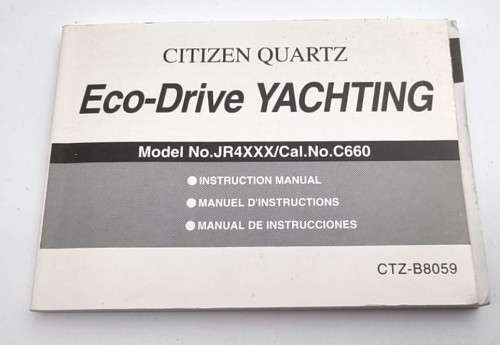 CITIZEN QUARTZ
Eco-Drive YACHTING
Model No.JR4XXX/Cal.No.C660
● INSTRUCTION MANUAL
● MANUEL D'INSTRUCTIONS
● MANUAL DE INSTRUCCIONES
CTZ-B8059